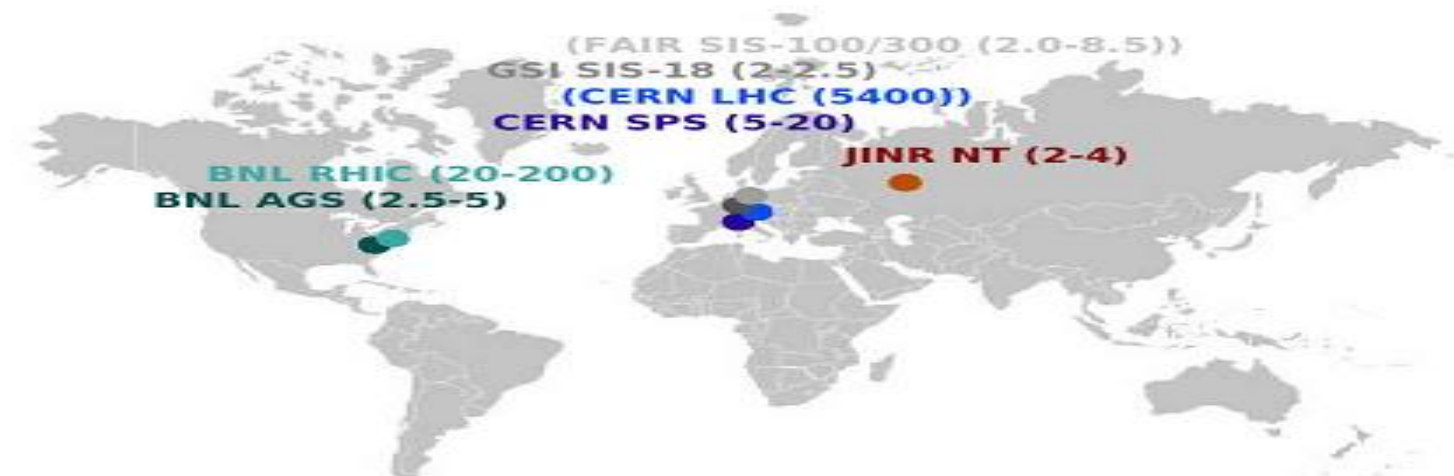 (FAIR SIS-100/300 (2.0-8.5))
GSI SIS-18 (2-2.5)
(CERN LHC (5400))
CERN SPS (5-20)
JINR NT (2-4)
BNL RHIC (20-200)
BNL AGS (2.5-5)